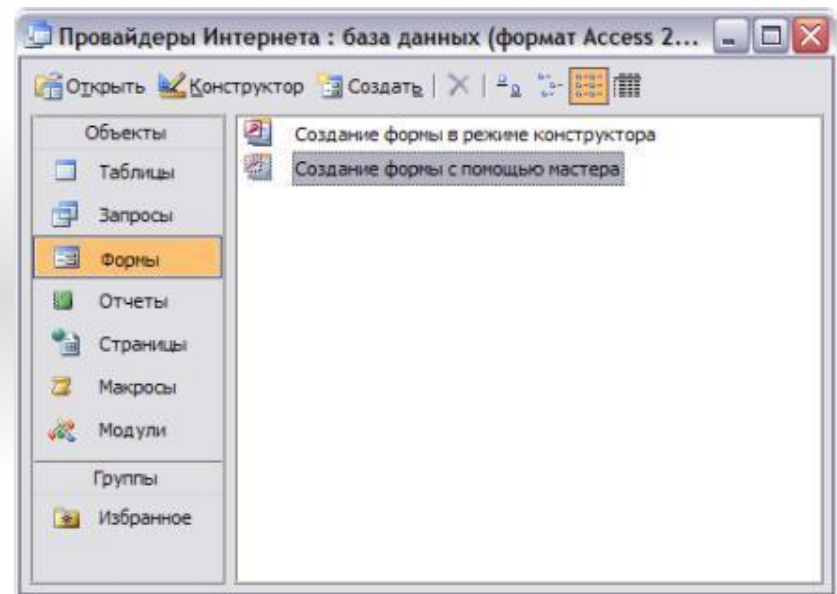 Провайдеры Интернета : база данных (формат Access 2...
Открыть Конструктор Создать
Объекты
Таблицы
Запросы
Формы
Отчеты
Страницы
Макросы
Модули
Группы
Избранное
Создание формы в режиме конструктора
Создание формы с помощью мастера